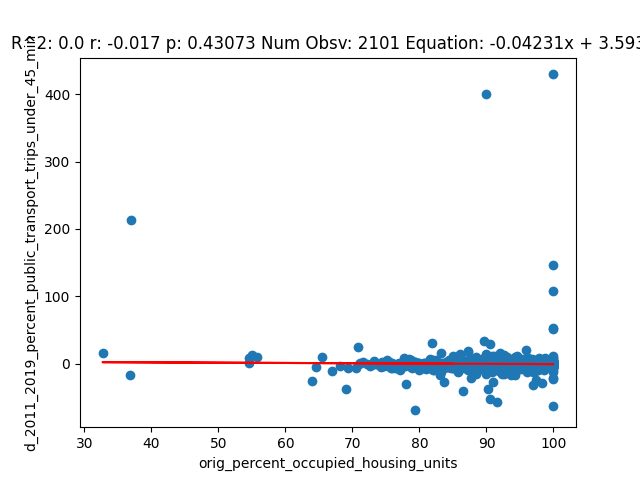 R^2: 0.0 r: -0.017 p: 0.43073 Num Obsv: 2101 Equation: -0.04231x + 3.593
d_2011_2019_percent_public_transport_trips_under_45_min
400
300
200
100
0
30 40 50 60 70 80 90 100
orig_percent_occupied_housing_units